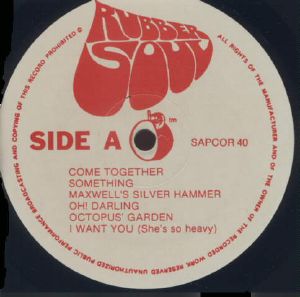 RUBBER
SOUL
SIDE A
tm
SAPCOR 40
COME TOGETHER
SOMETHING
MAXWELL'S SILVER HAMMER
OH! DARLING
OCTOPUS' GARDEN
I WANT YOU (She's so heavy)
ALL RIGHTS OF THE MANUFACTURER AND OF THE OWNER OF THE RECORDED WORK RESERVED UNAUTHORIZED PUBLIC PERFORMANCE BROADCASTING AND COPYING OF THIS RECORD PROHIBITED